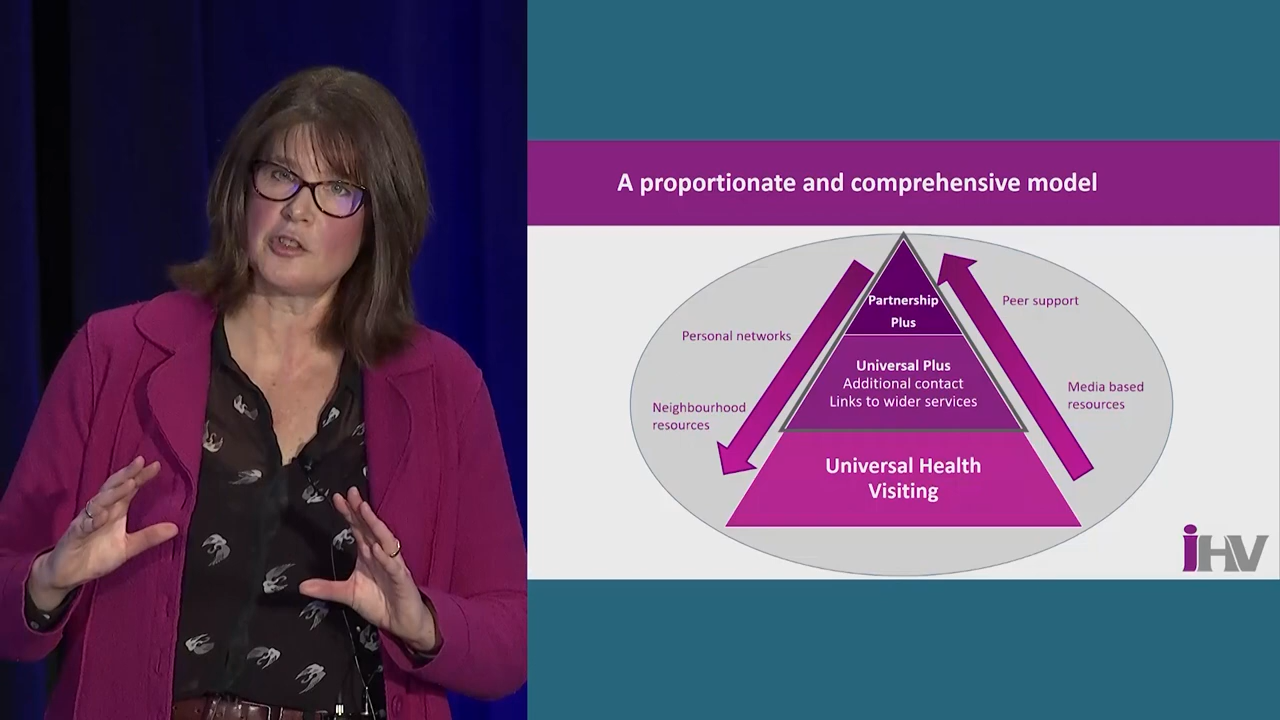 A proportionate and comprehensive model
Partnership
Plus
Universal Plus
Additional contact
Links to wider services
Universal Health
Visiting
Personal networks
Neighbourhood
resources
Peer support
Media based
resources
iHV